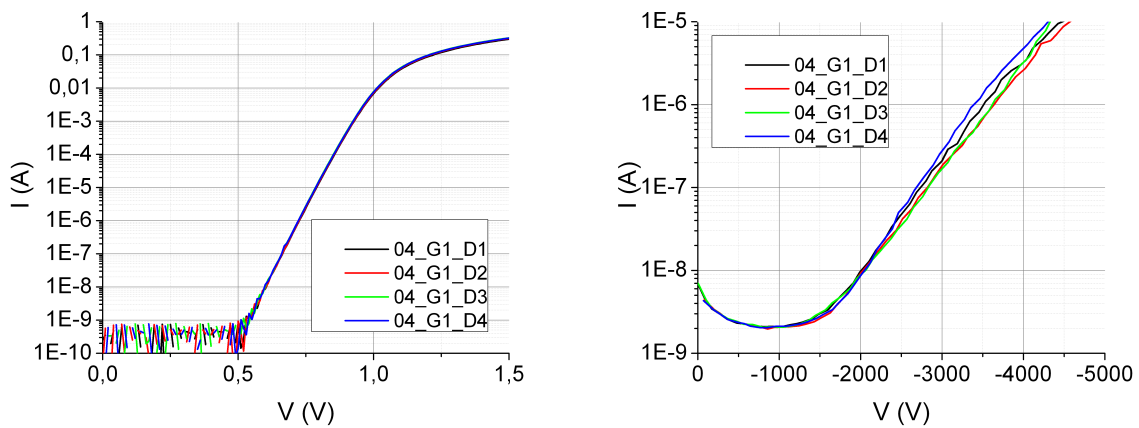 1
0,1
0,01
1E-3
1E-4
1E-5
1E-6
1E-7
1E-8
1E-9
1E-10
I (A)
0,0
0,5
1,0
1,5
V (V)
04_G1_D1
04_G1_D2
04_G1_D3
04_G1_D4
1E-5
1E-6
1E-7
1E-8
1E-9
I (A)
0
-1000
-2000
-3000
-4000
-5000
V (V)
04_G1_D1
04_G1_D2
04_G1_D3
04_G1_D4